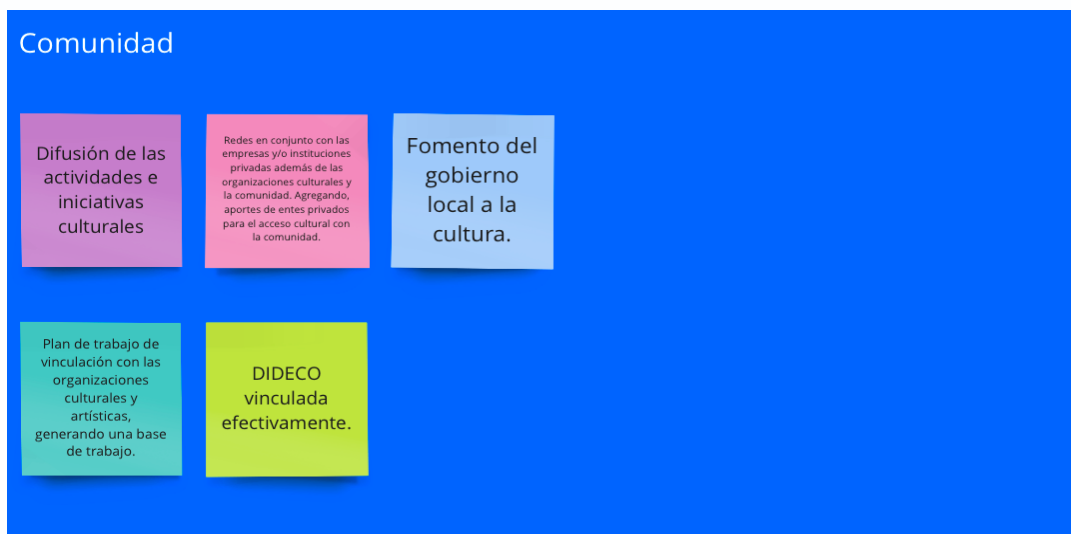 Comunidad
Difusión de las
actividades e
iniciativas
culturales
Redes en conjunto con las
empresas y/o instituciones
privadas además de las
organizaciones culturales y
la comunidad. Agregando,
aportes de entes privados
para el acceso cultural con
la comunidad.
Fomento del
gobierno
local a la
cultura.
Plan de trabajo de
vinculación con las
organizaciones
culturales y
artísticas,
generando una base
de trabajo.
DIDECO
vinculada
efectivamente.